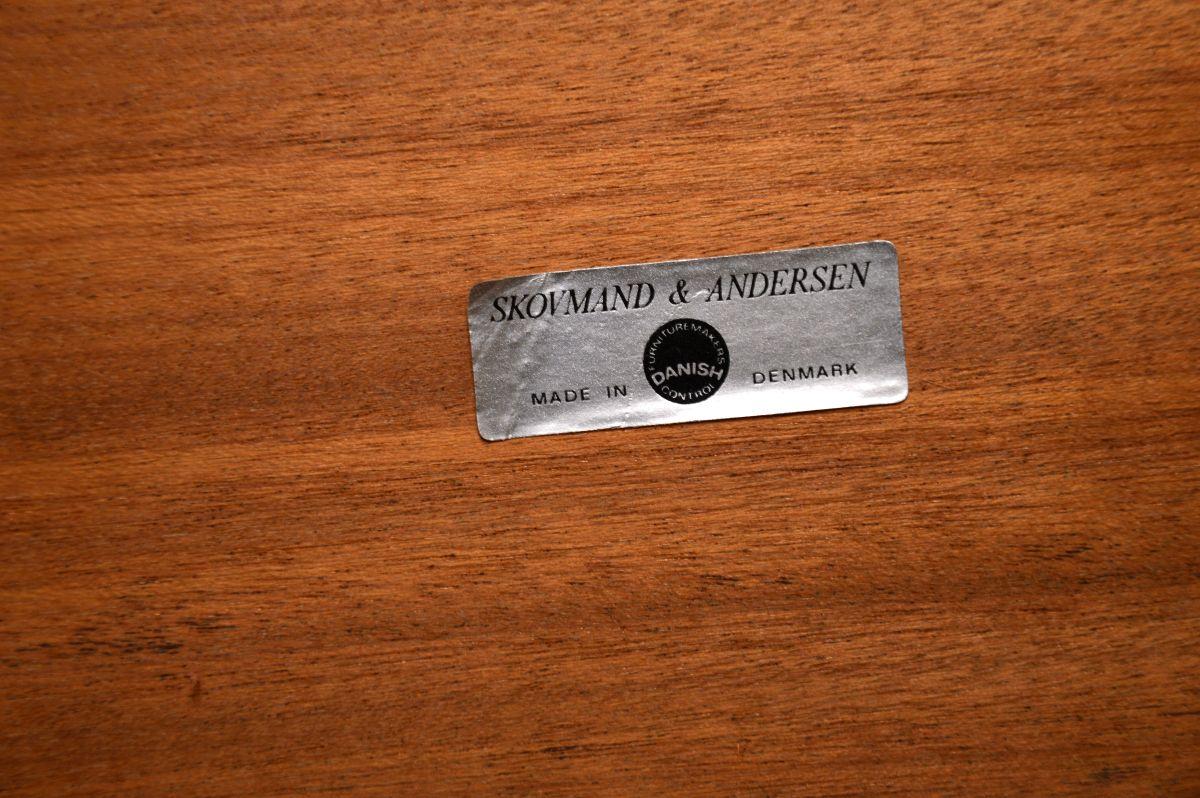 SKOVMAND & ANDERSEN
FURNITUREMAKERS
DANISH
CONTROL
MADE IN DENMARK